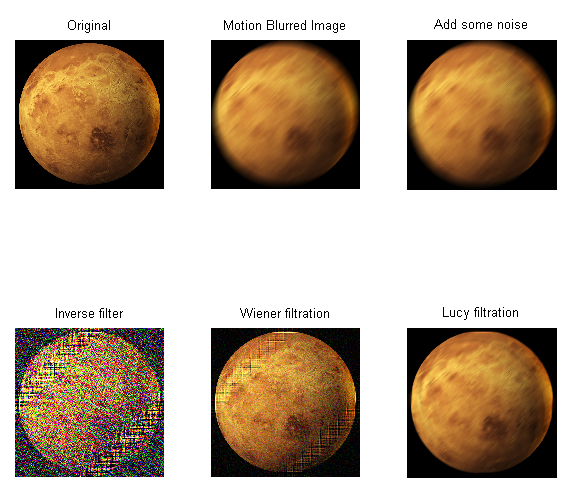 Original
Motion Blurred Image
Add some noise
Inverse filter
Wiener filtration
Lucy filtration